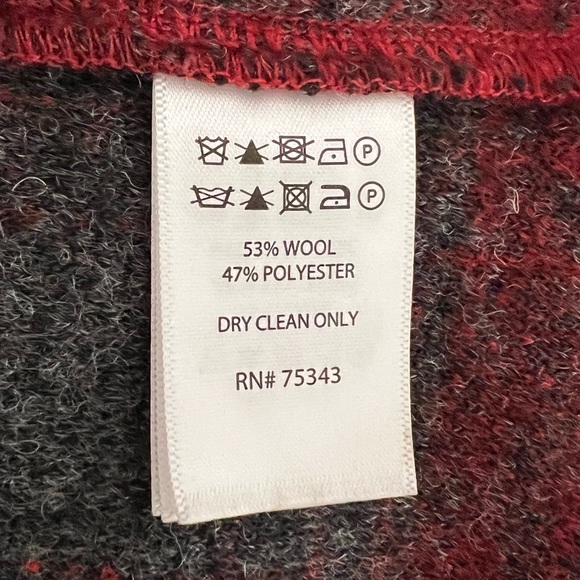 P
P
53% WOOL
47% POLYESTER
DRY CLEAN ONLY
RN# 75343